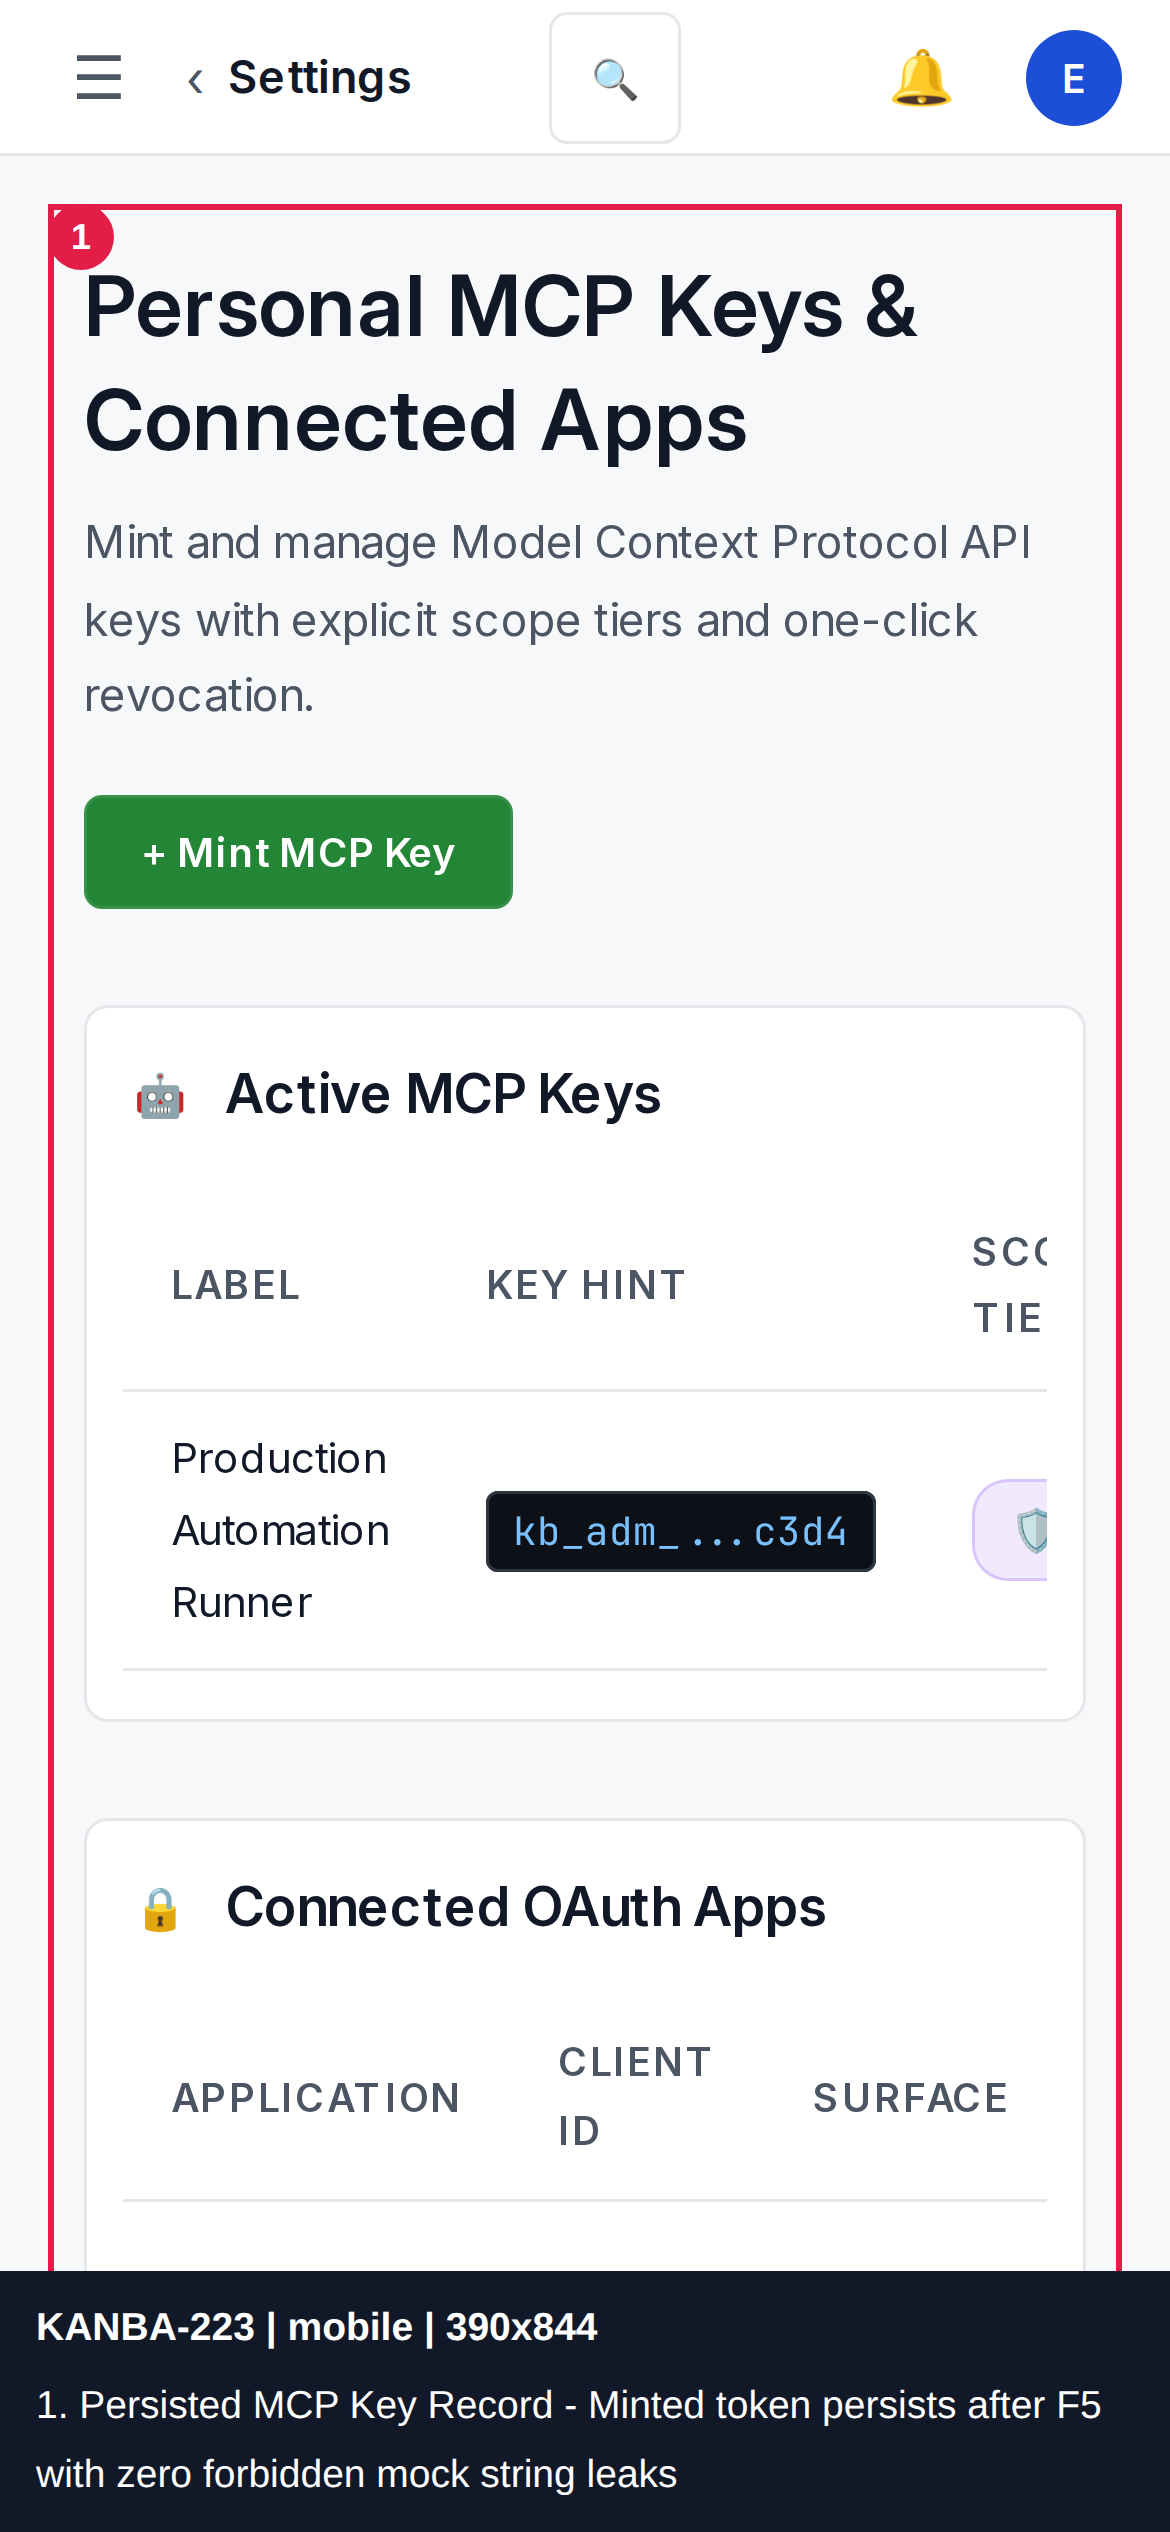 ☰ ‹ Settings
E
1
Personal MCP Keys &
Connected Apps
Mint and manage Model Context Protocol API
keys with explicit scope tiers and one-click
revocation.
+ Mint MCP Key
Active MCP Keys
LABEL KEY HINT SCO
TIE
Production
Automation
Runner
kb_adm_...c3d4
Connected OAuth Apps
APPLICATION CLIENT
ID SURFACE
KANBA-223 | mobile | 390x844
1. Persisted MCP Key Record - Minted token persists after F5
with zero forbidden mock string leaks